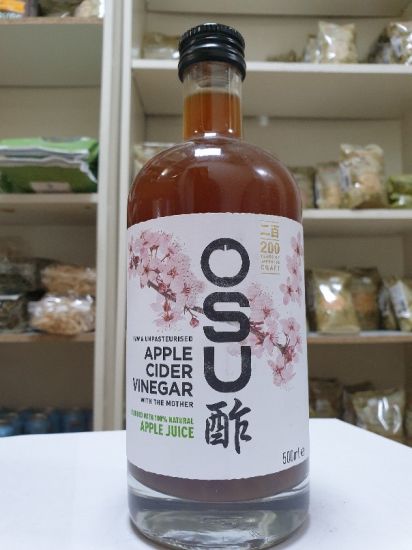 二百
200
YEARS OF
JAPANESE
CRAFT
OSU
酢
RAW & UNPASTEURISED
APPLE
CIDER
VINEGAR
WITH THE MOTHER
WITH 100% NATURAL
APPLE JUICE
500ml e